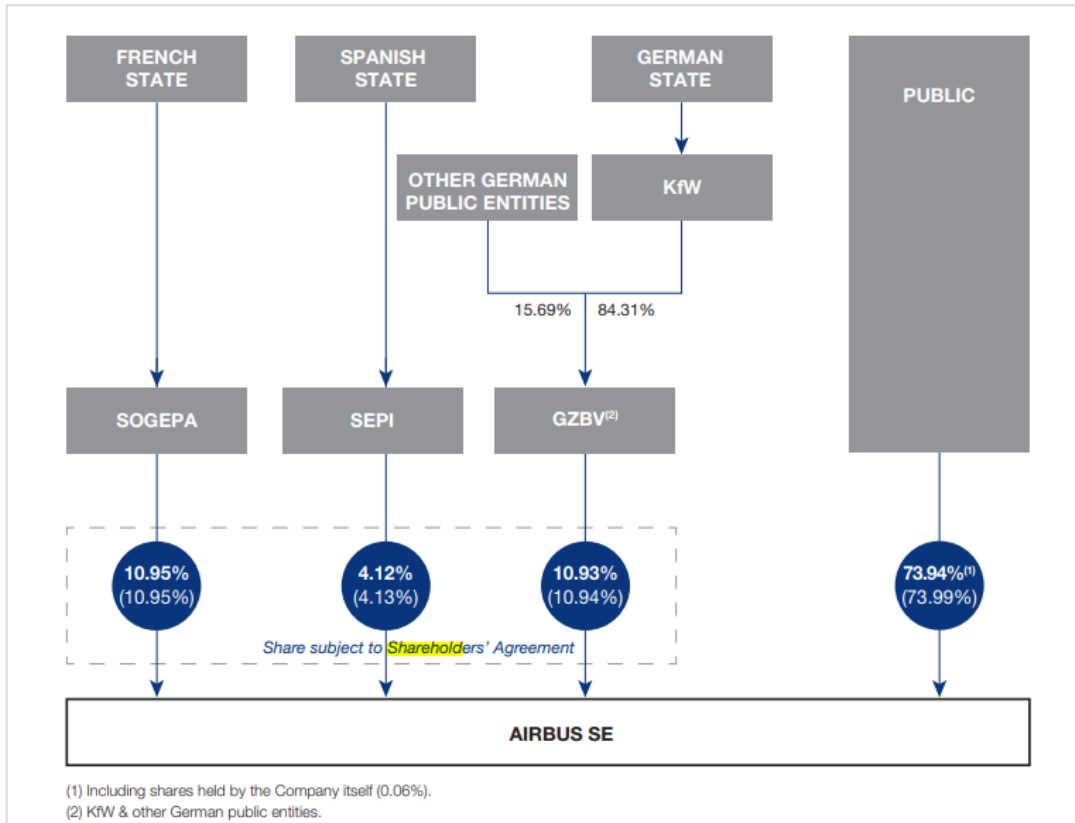 FRENCH
STATE
SPANISH
STATE
GERMAN
STATE
PUBLIC
OTHER GERMAN
PUBLIC ENTITIES
KfW
15.69%
84.31%
SOGEPA
SEPI
GZBV(2)
10.95%
(10.95%)
4.12%
(4.13%)
10.93%
(10.94%)
73.94%(1)
(73.99%)
Share subject to Shareholders’ Agreement
AIRBUS SE
(1) Including shares held by the Company itself (0.06%).
(2) KfW & other German public entities.